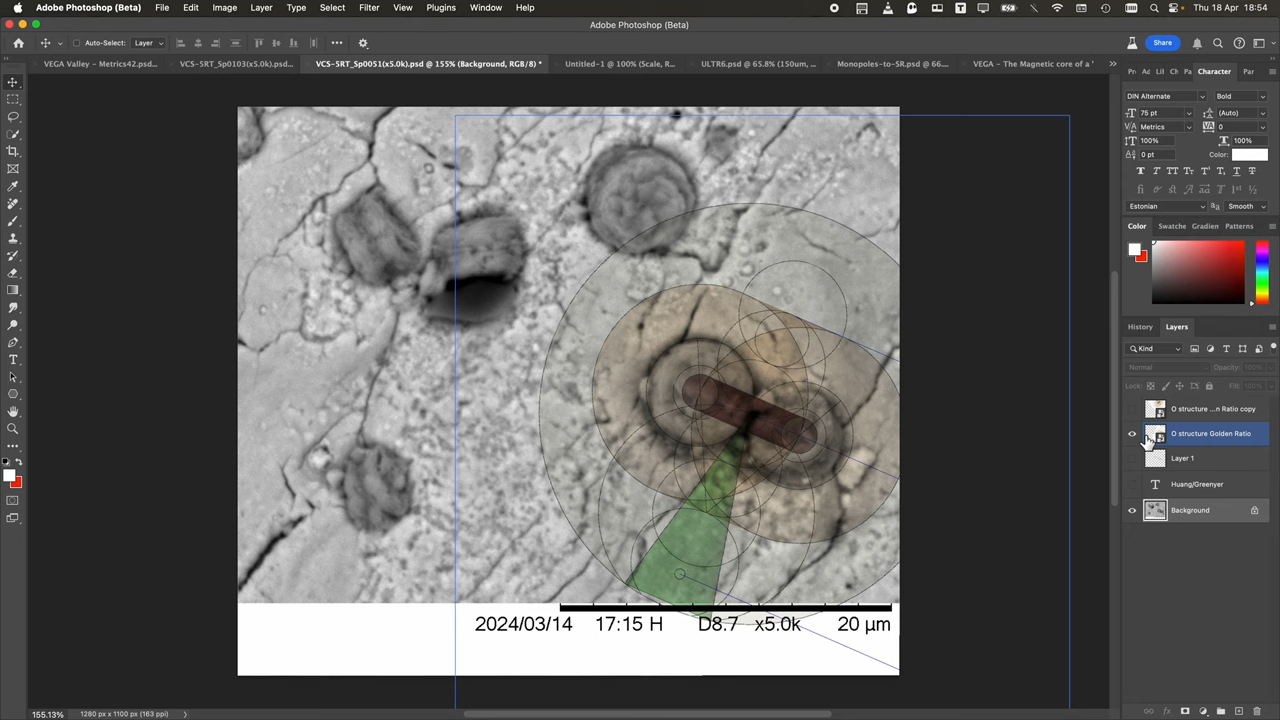 Adobe Photoshop (Beta) File Edit Image Layer Type Select Filter View Plugins Window Help Thu 18 Apr 18:54
Adobe Photoshop (Beta)
Auto-Select: Layer Share
VEGA Valley – Metrics42.psd... VCS-5RT_Sp0103(x5.0k).psd... VCS-5RT_Sp0051(x5.0k).psd @ 155% (Background, RGB/8) * Untitled-1 @ 100% (Scale, R... ULTR6.psd @ 65.8% (150um, ... Monopoles-to-SR.psd @ 66.... VEGA - The Magnetic core of a '
Character Par
DIN Alternate Bold
75 pt (Auto)
Metrics 0
100% 100%
0 pt Color:
Estonian Smooth
Color Swatche Gradien Patterns
History Layers
Kind
Normal Opacity: 100%
Lock: Fill: 100%
O structure ...n Ratio copy
O structure Golden Ratio
Layer 1
Huang/Greenyer
Background
2024/03/14 17:15 H D8.7 x5.0k 20 µm
155.13% 1280 px x 1100 px (163 ppi)